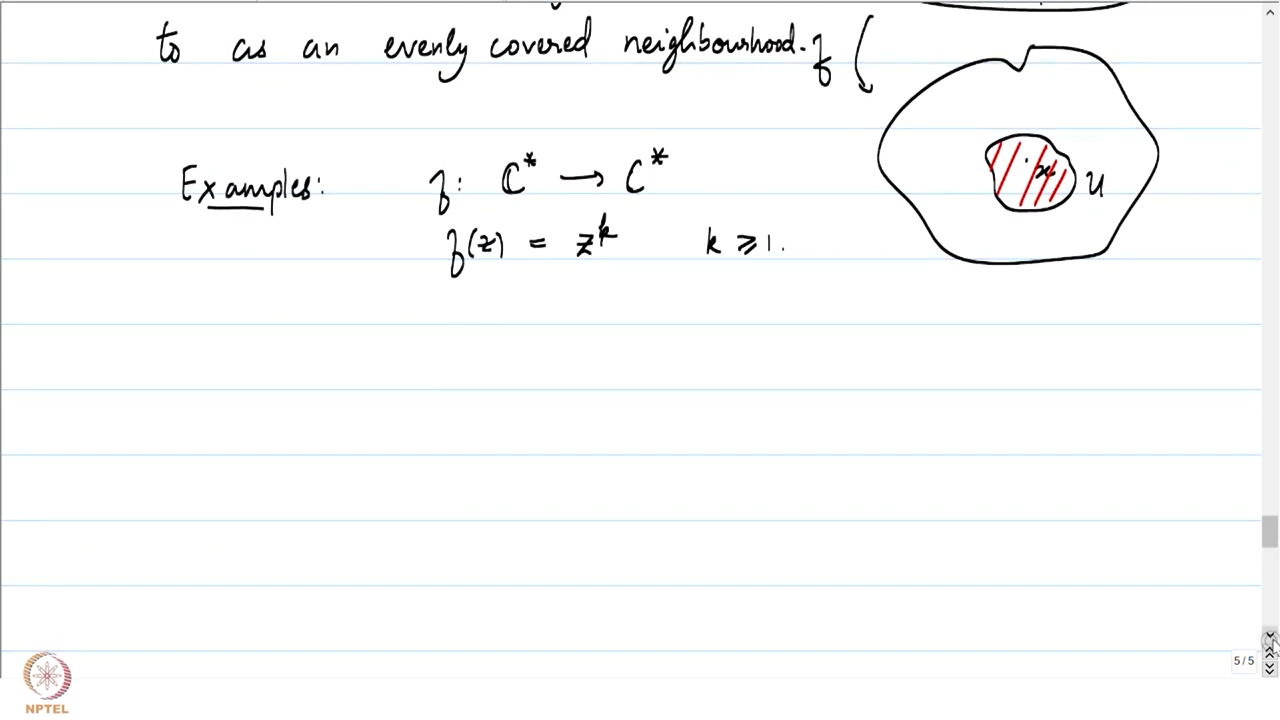 to as an evenly covered neighbourhood. q
x
U
Examples: q: ℂ* → ℂ*
q(z) = z^k k ≥ 1.
5 / 5
NPTEL